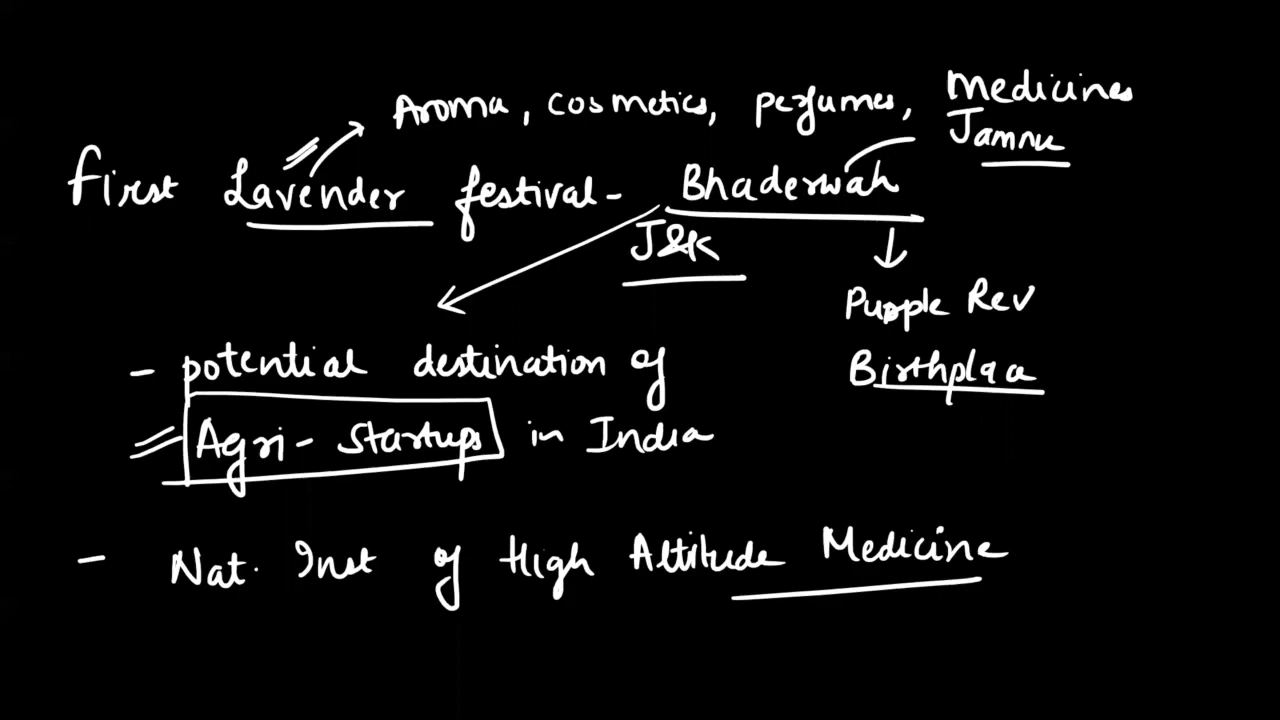 Aroma, cosmetics, perfumes, Medicines
Jammu
First Lavender festival - Bhaderwah
J&K
Purple Rev
Birthplaa
- potential destination of
Agri - Startups in India
- Nat. Inst of High Altitude Medicine